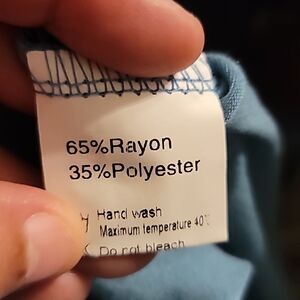 65%Rayon
35%Polyester
Hand wash
Maximum temperature 40°C
Do not bleach